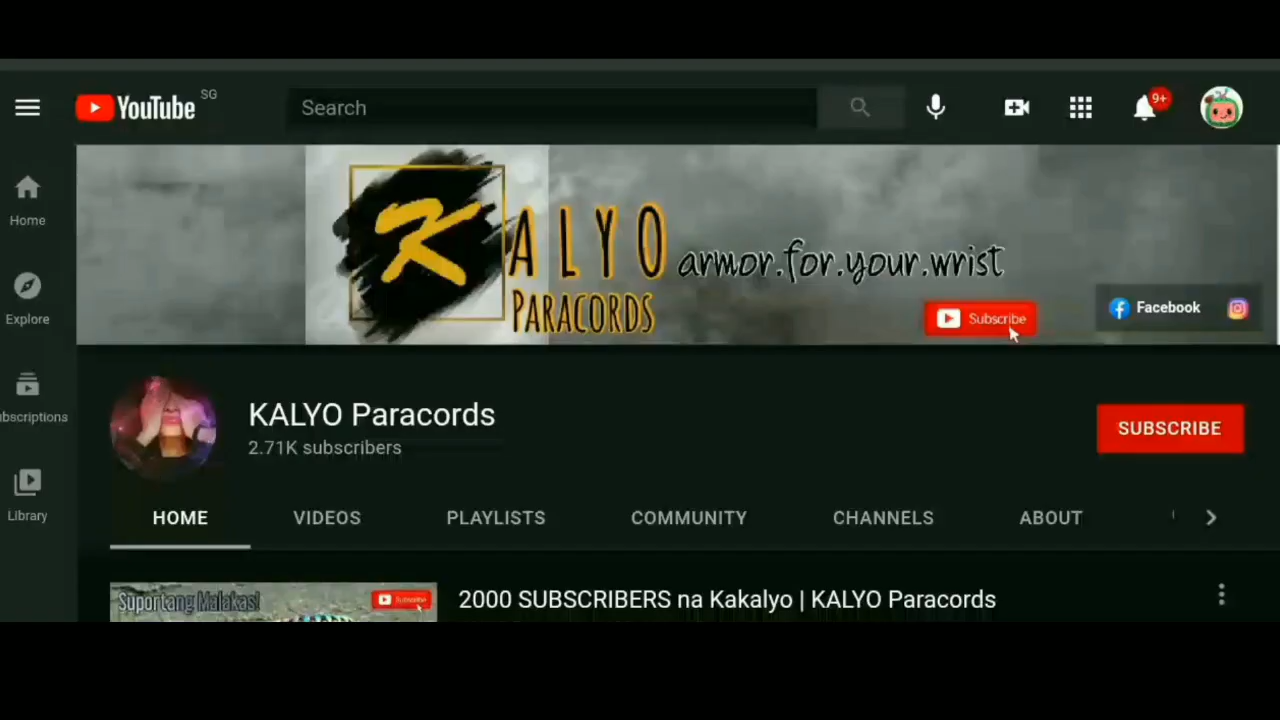 YouTube SG
Search
9+
Home
Explore
bscriptions
Library
KALYO armor.for.your.wrist
PARACORDS
Subscribe
Facebook
KALYO Paracords
2.71K subscribers
SUBSCRIBE
HOME VIDEOS PLAYLISTS COMMUNITY CHANNELS ABOUT
Suportang Malakas!
Subscribe
2000 SUBSCRIBERS na Kakalyo | KALYO Paracords